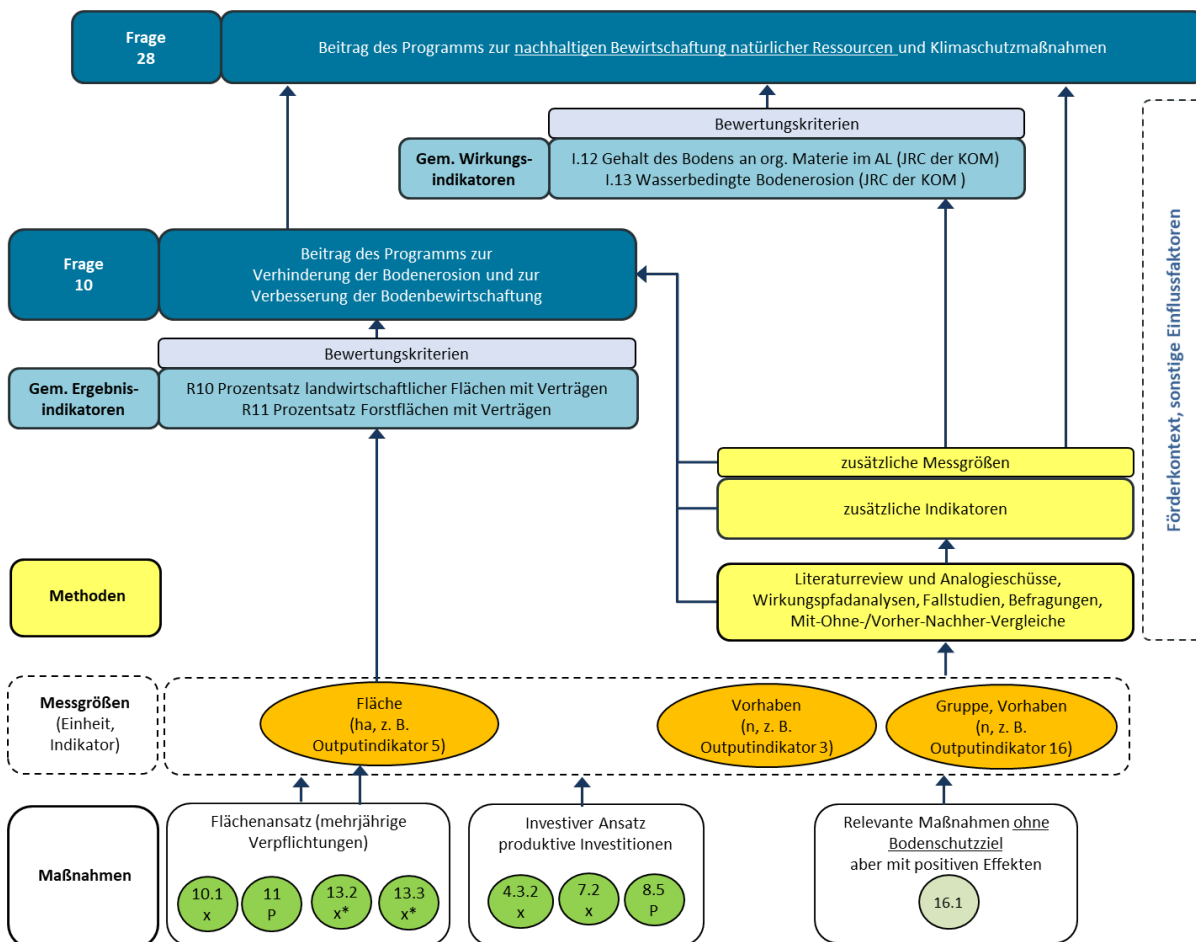 Frage
28
Beitrag des Programms zur nachhaltigen Bewirtschaftung natürlicher Ressourcen und Klimaschutzmaßnahmen
Bewertungskriterien
Gem. Wirkungs-
indikatoren
I.12 Gehalt des Bodens an org. Materie im AL (JRC der KOM)
I.13 Wasserbedingte Bodenerosion (JRC der KOM )
Frage
10
Beitrag des Programms zur
Verhinderung der Bodenerosion und zur
Verbesserung der Bodenbewirtschaftung
Bewertungskriterien
Gem. Ergebnis-
indikatoren
R10 Prozentsatz landwirtschaftlicher Flächen mit Verträgen
R11 Prozentsatz Forstflächen mit Verträgen
Förderkontext, sonstige Einflussfaktoren
zusätzliche Messgrößen
zusätzliche Indikatoren
Methoden
Literaturreview und Analogieschüsse,
Wirkungspfadanalysen, Fallstudien, Befragungen,
Mit-Ohne-/Vorher-Nachher-Vergleiche
Messgrößen
(Einheit,
Indikator)
Fläche
(ha, z. B.
Outputindikator 5)
Vorhaben
(n, z. B.
Outputindikator 3)
Gruppe, Vorhaben
(n, z. B.
Outputindikator 16)
Maßnahmen
Flächenansatz (mehrjährige
Verpflichtungen)
10.1
x
11
P
13.2
x*
13.3
x*
Investiver Ansatz
produktive Investitionen
4.3.2
x
7.2
x
8.5
P
Relevante Maßnahmen ohne
Bodenschutzziel
aber mit positiven Effekten
16.1